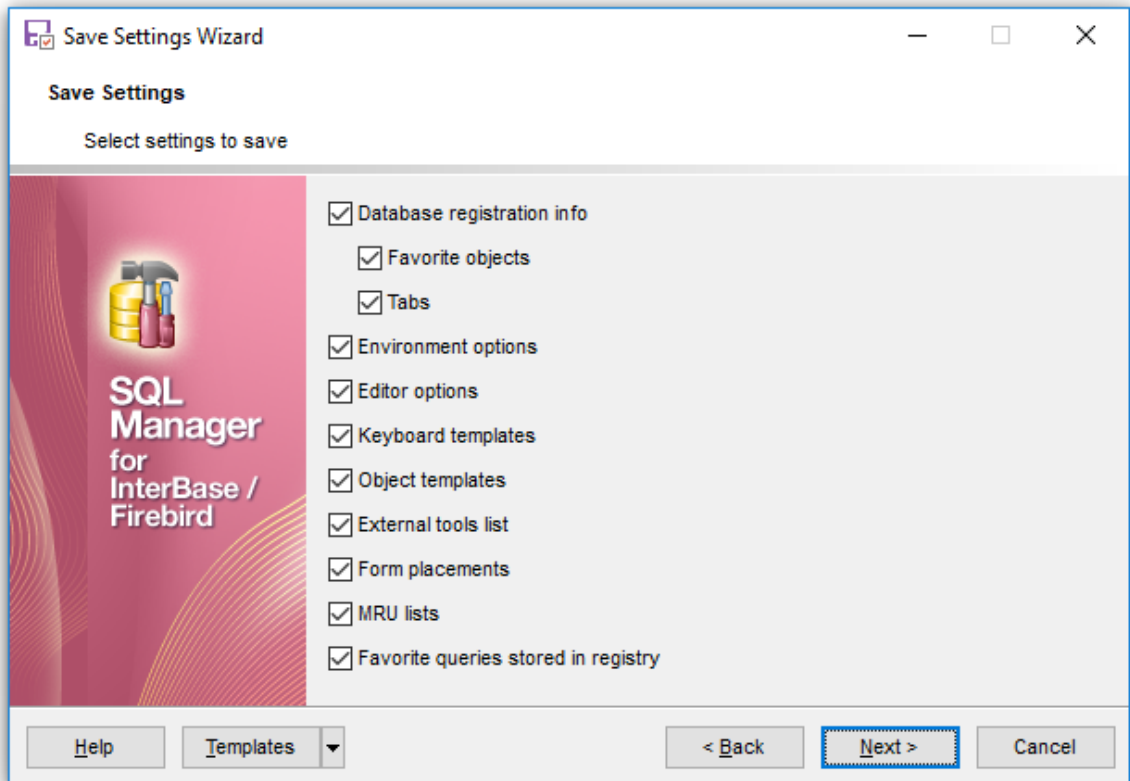 Save Settings Wizard
Save Settings
Select settings to save
Database registration info
Favorite objects
Tabs
Environment options
Editor options
Keyboard templates
Object templates
External tools list
Form placements
MRU lists
Favorite queries stored in registry
SQL
Manager
for
InterBase /
Firebird
Help
Templates
< Back
Next >
Cancel